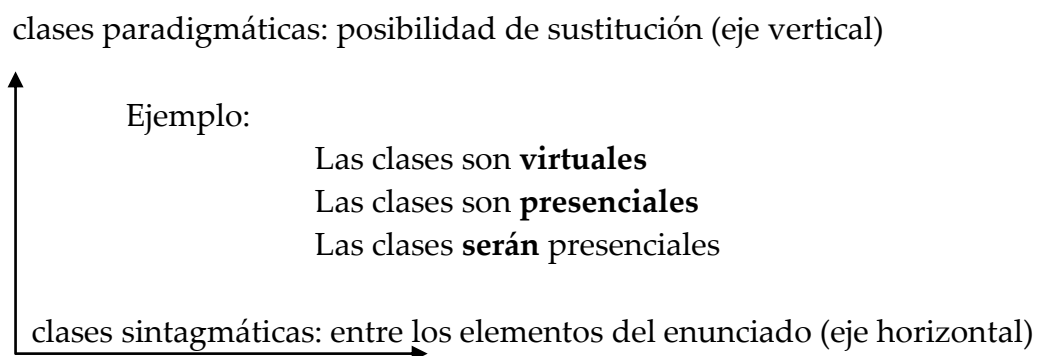 clases paradigmáticas: posibilidad de sustitución (eje vertical)
Ejemplo:
Las clases son virtuales
Las clases son presenciales
Las clases serán presenciales
clases sintagmáticas: entre los elementos del enunciado (eje horizontal)